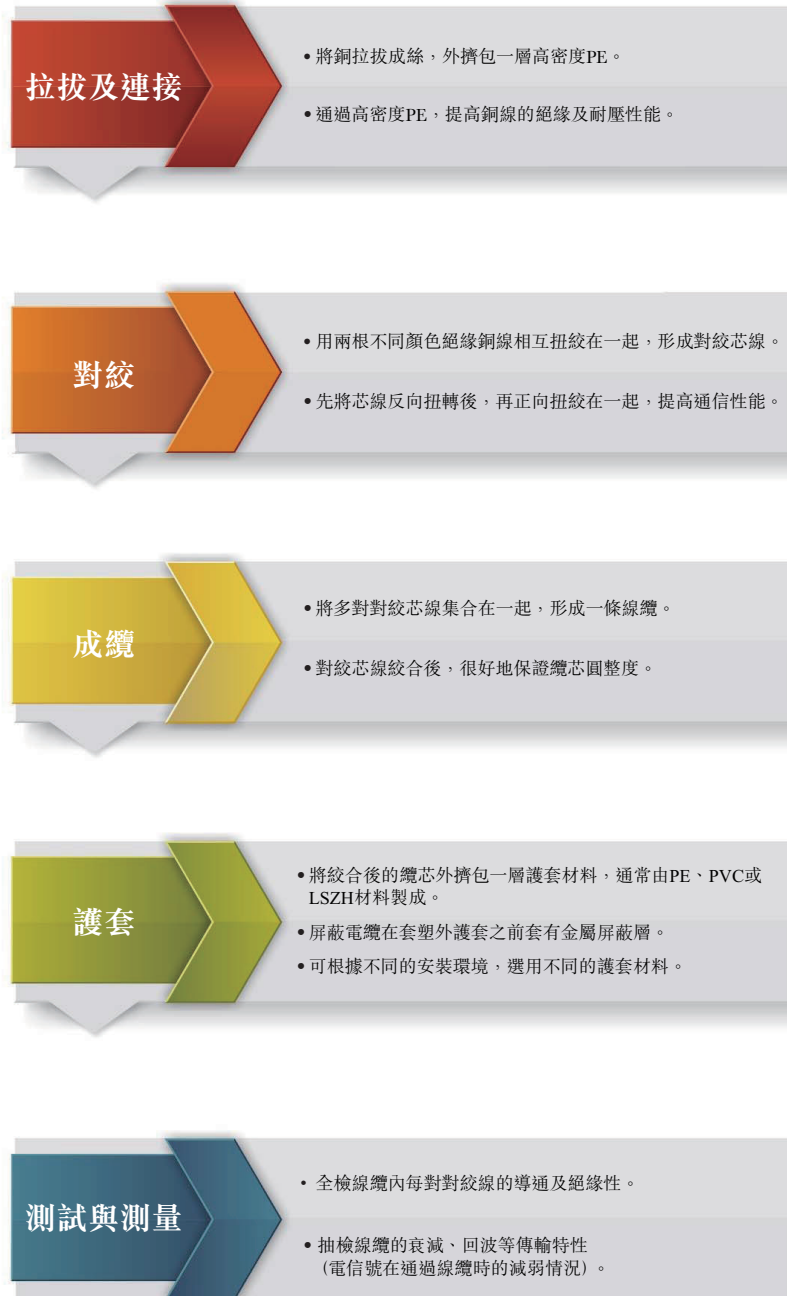 拉拔及連接
•將銅拉拔成絲，外擠包一層高密度PE。
•通過高密度PE，提高銅線的絕緣及耐壓性能。
對絞
•用兩根不同顏色絕緣銅線相互扭絞在一起，形成對絞芯線。
•先將芯線反向扭轉後，再正向扭絞在一起，提高通信性能。
成纜
•將多對對絞芯線集合在一起，形成一條線纜。
•對絞芯線絞合後，很好地保證纜芯圓整度。
護套
•將絞合後的纜芯外擠包一層護套材料，通常由PE、PVC或
LSZH材料製成。
•屏蔽電纜在套塑外護套之前套有金屬屏蔽層。
•可根據不同的安裝環境，選用不同的護套材料。
測試與測量
• 全檢線纜內每對對絞線的導通及絕緣性。
•抽檢線纜的衰減、回波等傳輸特性
（電信號在通過線纜時的減弱情況）。